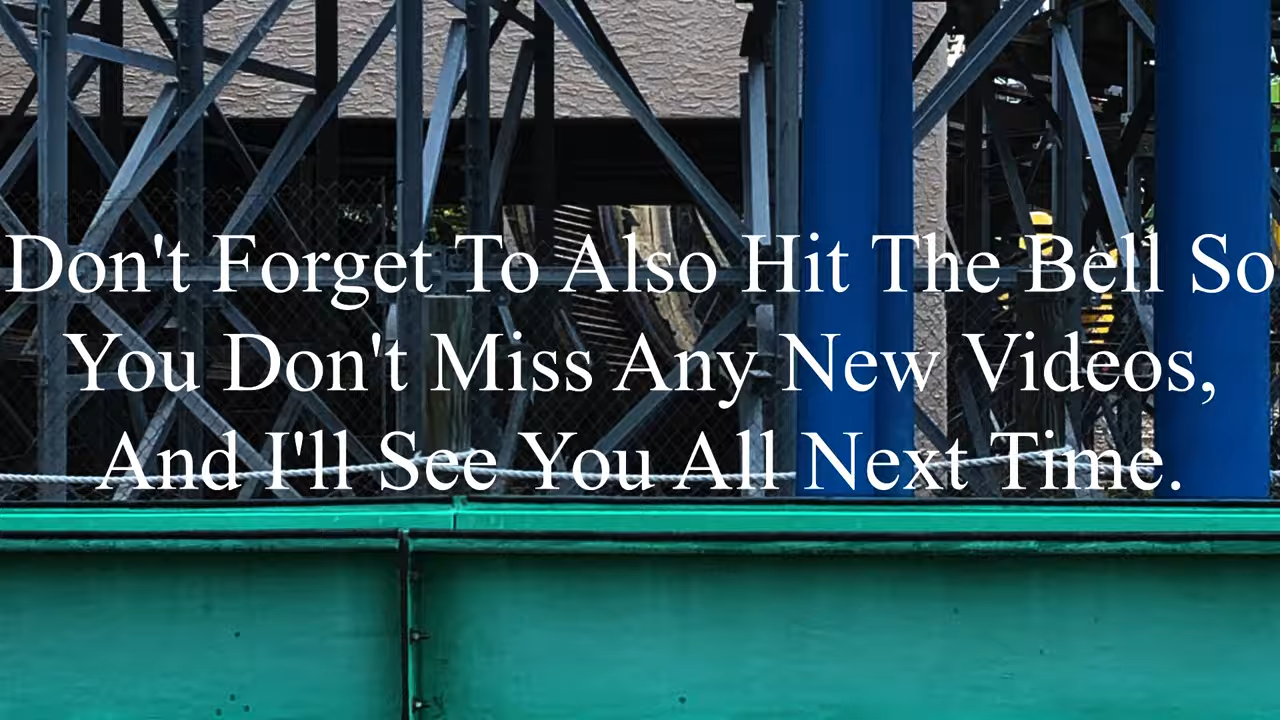 Don't Forget To Also Hit The Bell So
You Don't Miss Any New Videos,
And I'll See You All Next Time.